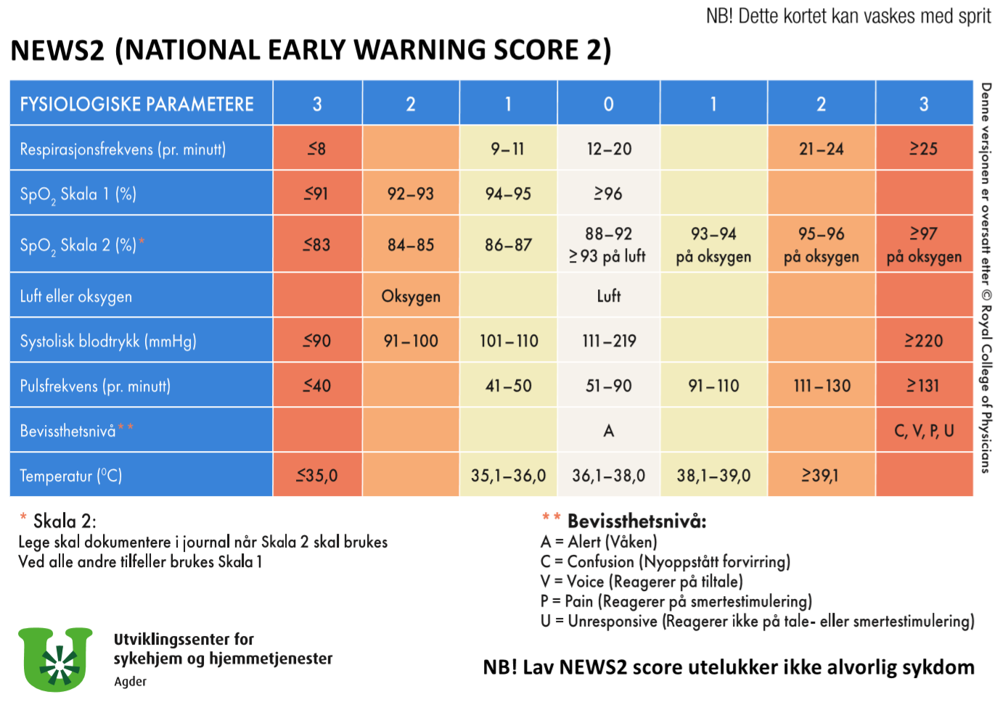 NB! Dette kortet kan vaskes med sprit
NEWS2 (NATIONAL EARLY WARNING SCORE 2)
FYSIOLOGISKE PARAMETERE 3 2 1 0 1 2 3
Respirasjonsfrekvens (pr. minutt) ≤8 9–11 12–20 21–24 ≥25
SpO₂ Skala 1 (%) ≤91 92–93 94–95 ≥96
SpO₂ Skala 2 (%)* ≤83 84–85 86–87 88–92 93–94 95–96 ≥97
≥93 på luft på oksygen på oksygen på oksygen
Luft eller oksygen Oksygen Luft
Systolisk blodtrykk (mmHg) ≤90 91–100 101–110 111–219 ≥220
Pulsfrekvens (pr. minutt) ≤40 41–50 51–90 91–110 111–130 ≥131
Bevissthetsnivå** A C, V, P, U
Temperatur (⁰C) ≤35,0 35,1–36,0 36,1–38,0 38,1–39,0 ≥39,1
Denne versjonen er oversatt etter © Royal College of Physicians
* Skala 2:
Lege skal dokumentere i journal når Skala 2 skal brukes
Ved alle andre tilfeller brukes Skala 1
** Bevissthetsnivå:
A = Alert (Våken)
C = Confusion (Nyoppstått forvirring)
V = Voice (Reagerer på tiltale)
P = Pain (Reagerer på smertestimulering)
U = Unresponsive (Reagerer ikke på tale- eller smertestimulering)
Utviklingssenter for
sykehjem og hjemmetjenester
Agder
NB! Lav NEWS2 score utelukker ikke alvorlig sykdom